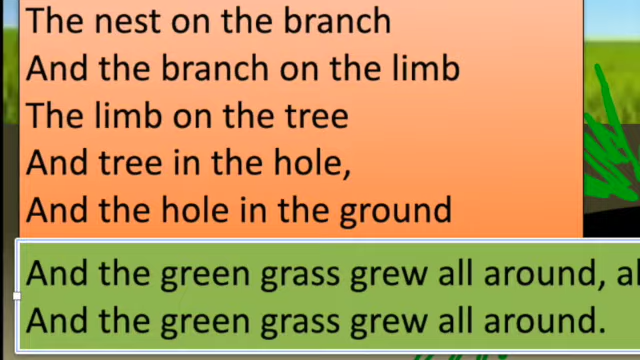 The nest on the branch
And the branch on the limb
The limb on the tree
And tree in the hole,
And the hole in the ground
And the green grass grew all around,
And the green grass grew all around.